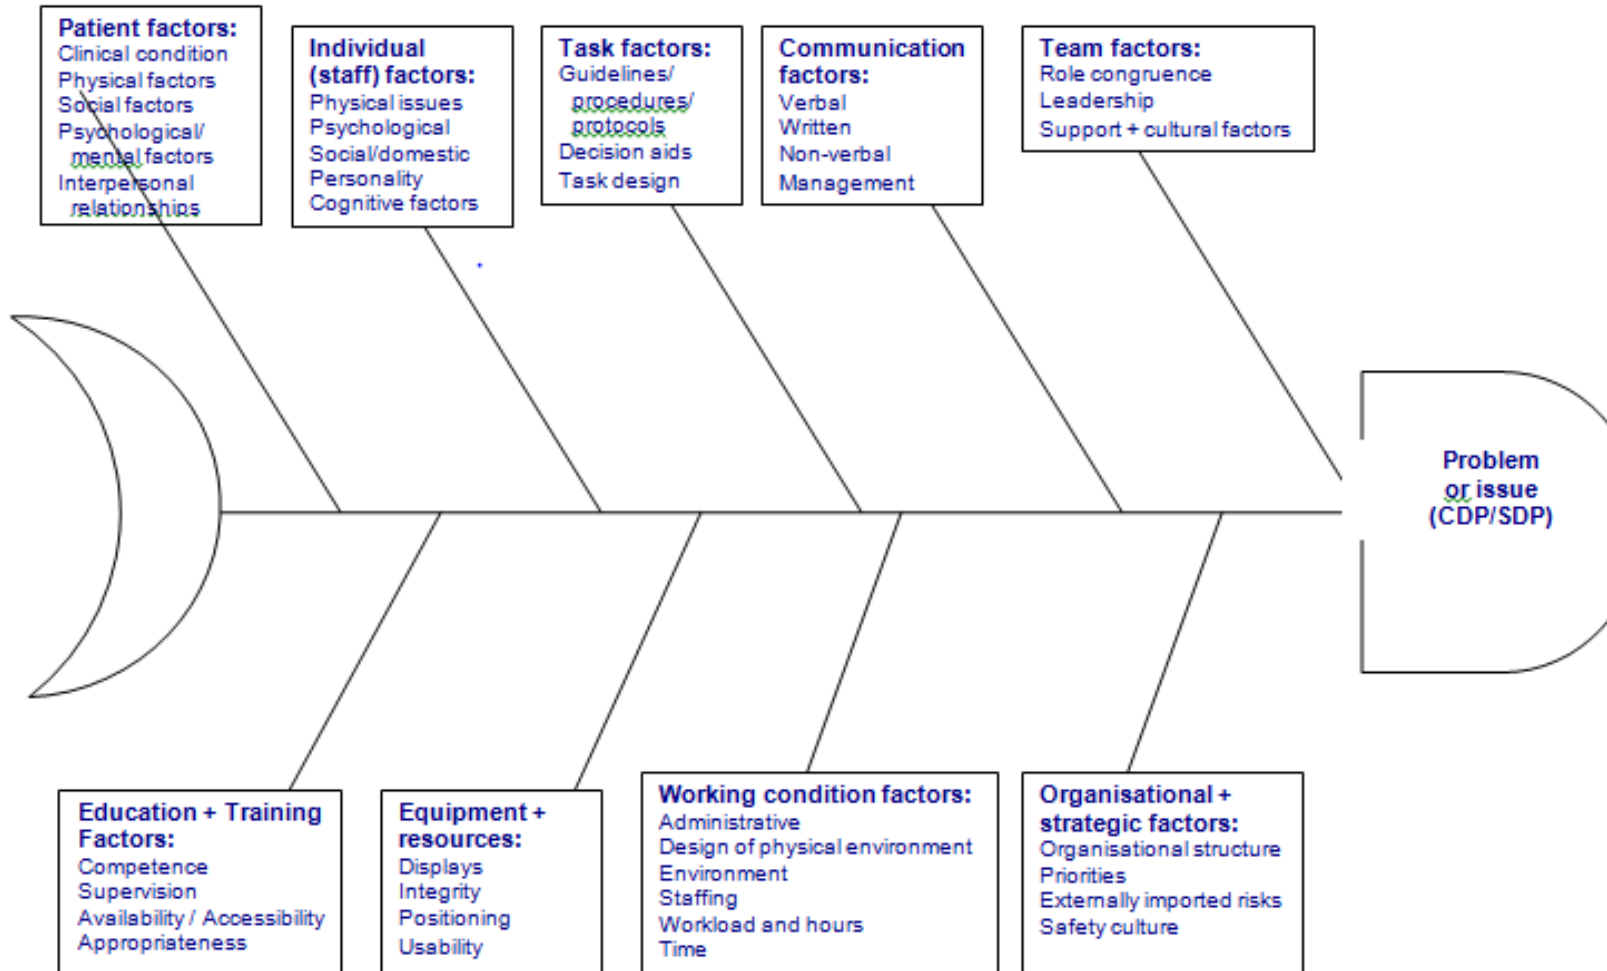 Patient factors:
Clinical condition
Physical factors
Social factors
Psychological/
mental factors
Interpersonal
relationships
Individual
(staff) factors:
Physical issues
Psychological
Social/domestic
Personality
Cognitive factors
Task factors:
Guidelines/
procedures/
protocols
Decision aids
Task design
Communication
factors:
Verbal
Written
Non-verbal
Management
Team factors:
Role congruence
Leadership
Support + cultural factors
Problem
or issue
(CDP/SDP)
Education + Training
Factors:
Competence
Supervision
Availability / Accessibility
Appropriateness
Equipment +
resources:
Displays
Integrity
Positioning
Usability
Working condition factors:
Administrative
Design of physical environment
Environment
Staffing
Workload and hours
Time
Organisational +
strategic factors:
Organisational structure
Priorities
Externally imported risks
Safety culture